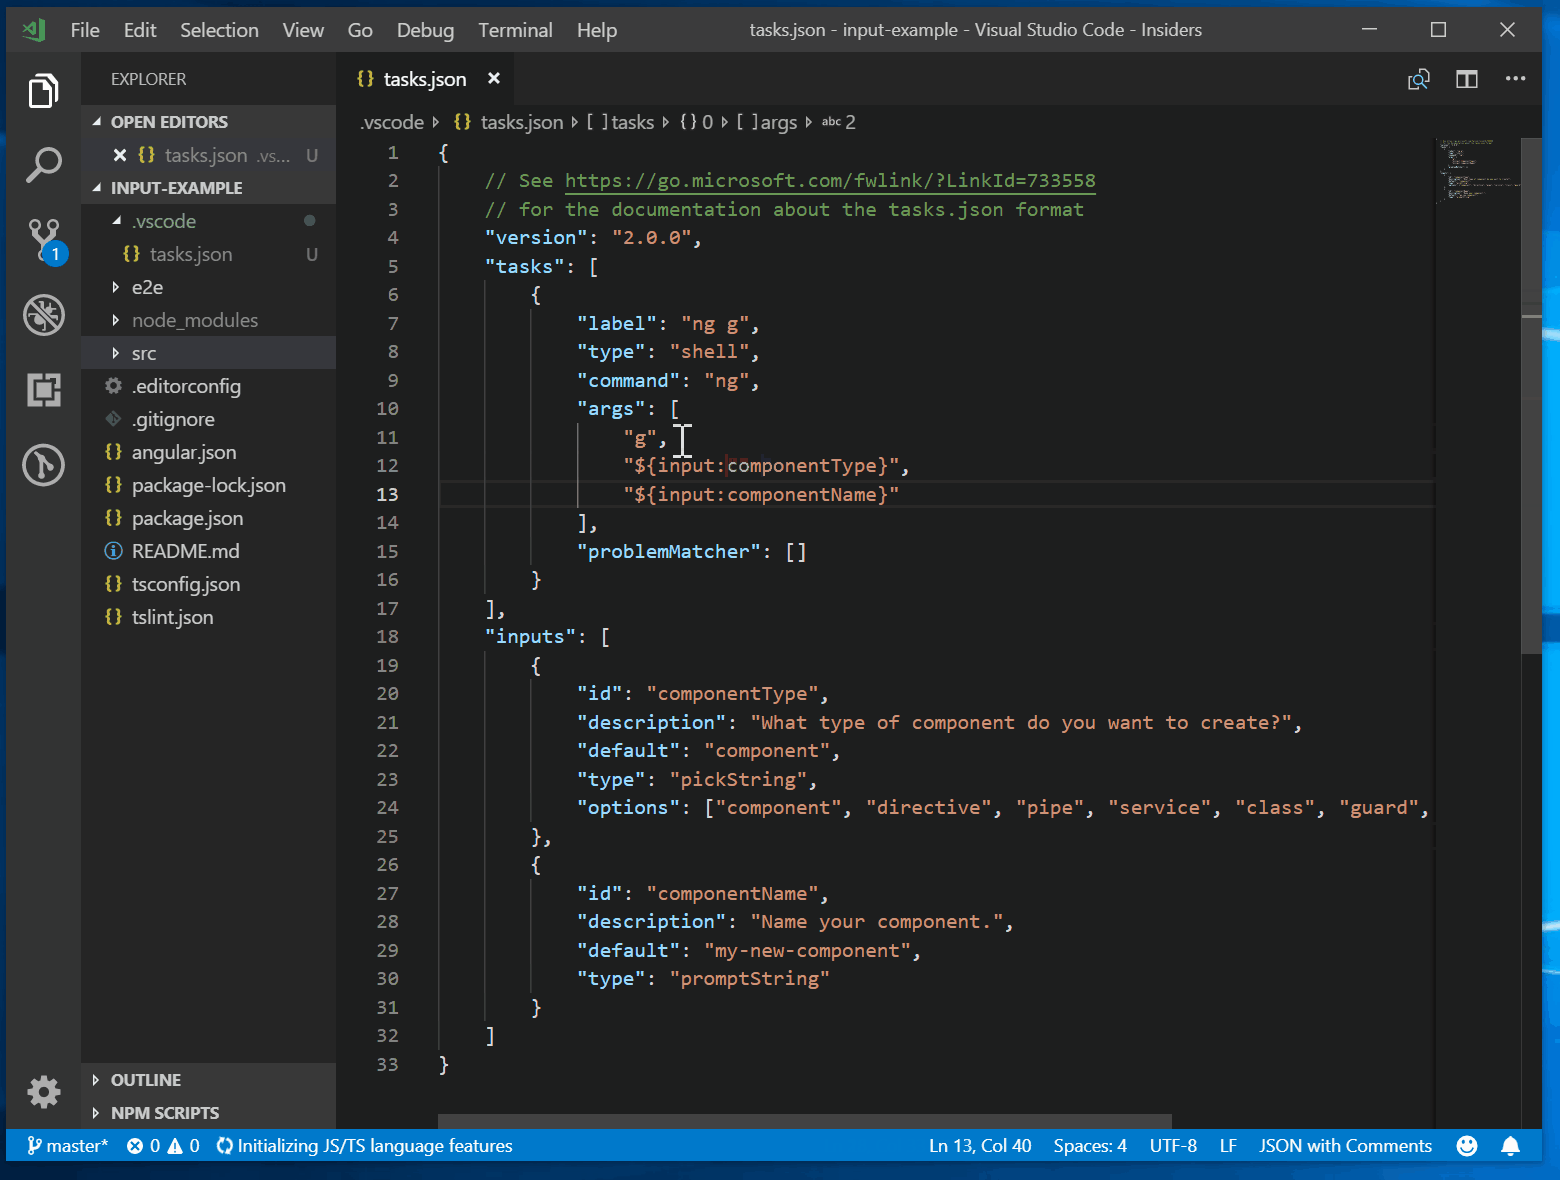 File Edit Selection View Go Debug Terminal Help
tasks.json - input-example - Visual Studio Code - Insiders
EXPLORER
OPEN EDITORS
{} tasks.json .vs... U
INPUT-EXAMPLE
.vscode
{} tasks.json U
e2e
node_modules
src
.editorconfig
.gitignore
{} angular.json
{} package-lock.json
{} package.json
README.md
{} tsconfig.json
{} tslint.json
OUTLINE
NPM SCRIPTS
1
{} tasks.json ×
.vscode {} tasks.json [ ] tasks {} 0 [ ] args abc 2
1 {
2 // See https://go.microsoft.com/fwlink/?LinkId=733558
3 // for the documentation about the tasks.json format
4 "version": "2.0.0",
5 "tasks": [
6 {
7 "label": "ng g",
8 "type": "shell",
9 "command": "ng",
10 "args": [
11 "g",
12 "${input:componentType}",
13 "${input:componentName}"
14 ],
15 "problemMatcher": []
16 }
17 ],
18 "inputs": [
19 {
20 "id": "componentType",
21 "description": "What type of component do you want to create?",
22 "default": "component",
23 "type": "pickString",
24 "options": ["component", "directive", "pipe", "service", "class", "guard",
25 },
26 {
27 "id": "componentName",
28 "description": "Name your component.",
29 "default": "my-new-component",
30 "type": "promptString"
31 }
32 ]
33 }
master* 0 0 Initializing JS/TS language features
Ln 13, Col 40 Spaces: 4 UTF-8 LF JSON with Comments